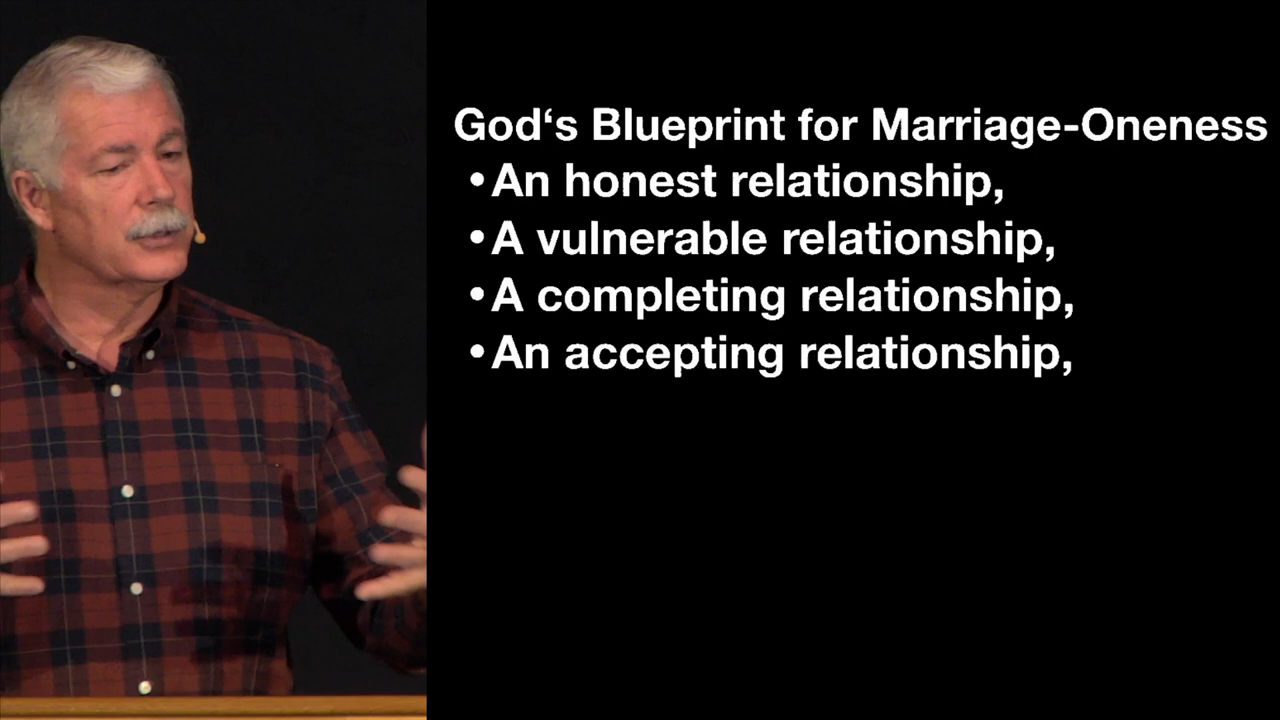 God‘s Blueprint for Marriage-Oneness
•An honest relationship,
•A vulnerable relationship,
•A completing relationship,
•An accepting relationship,